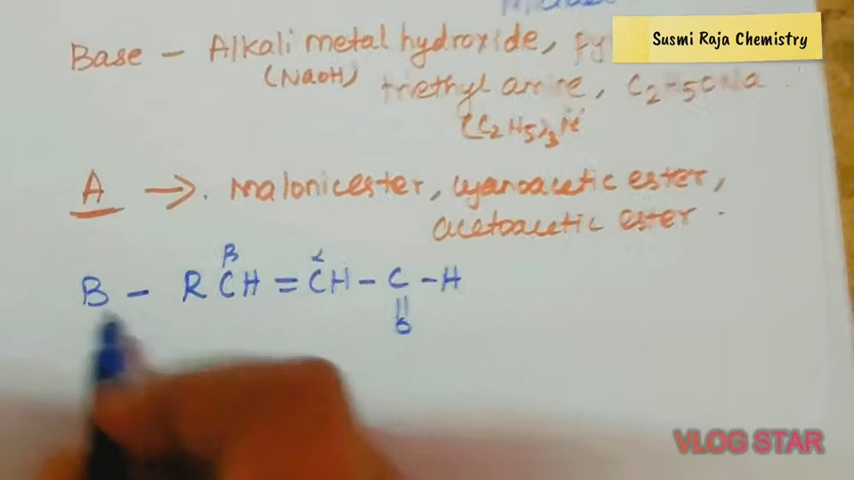 Susmi Raja Chemistry
Base - Alkali metal hydroxide,
(NaOH) triethyl amine, C2H5ONa
(C2H5)3N
A → . malonicester, cyanoacetic ester,
acetoacetic ester .
β α
B - RCH = CH - C - H
||
O
VLOG STAR